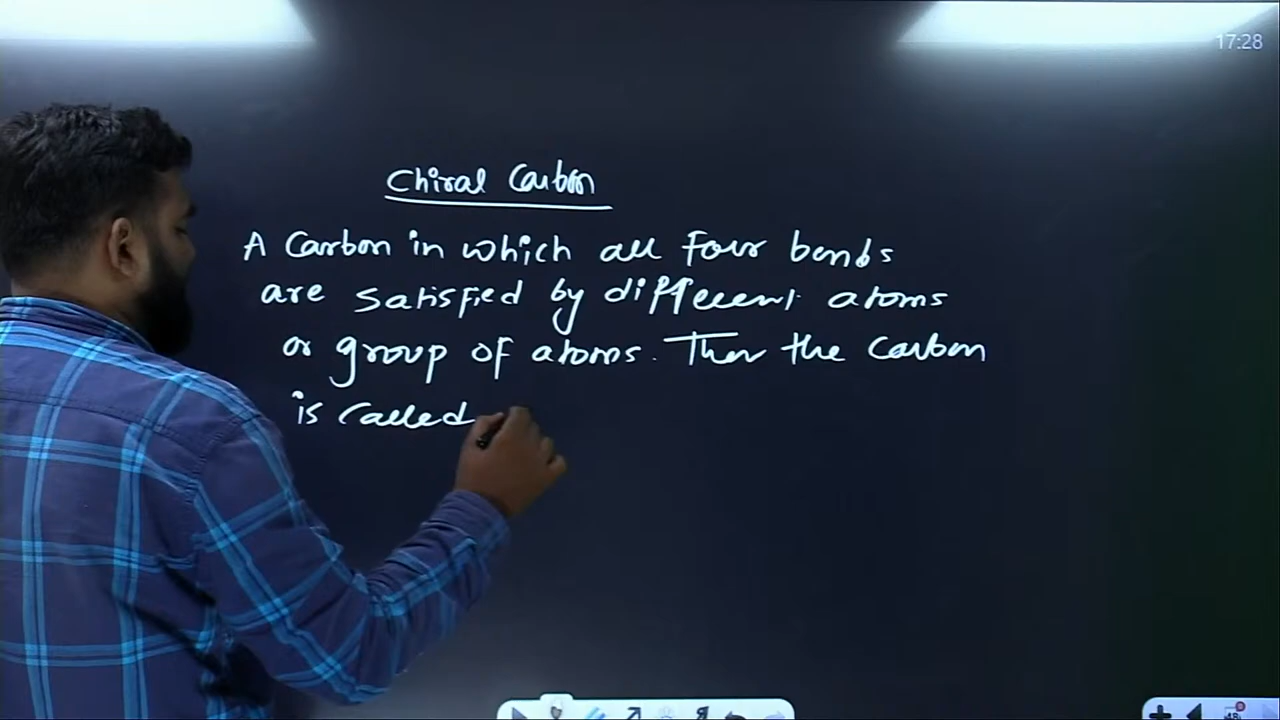 17:28
Chiral Carbon
A Carbon in which all four bonds
are satisfied by different atoms
or group of atoms. Then the carbon
is called